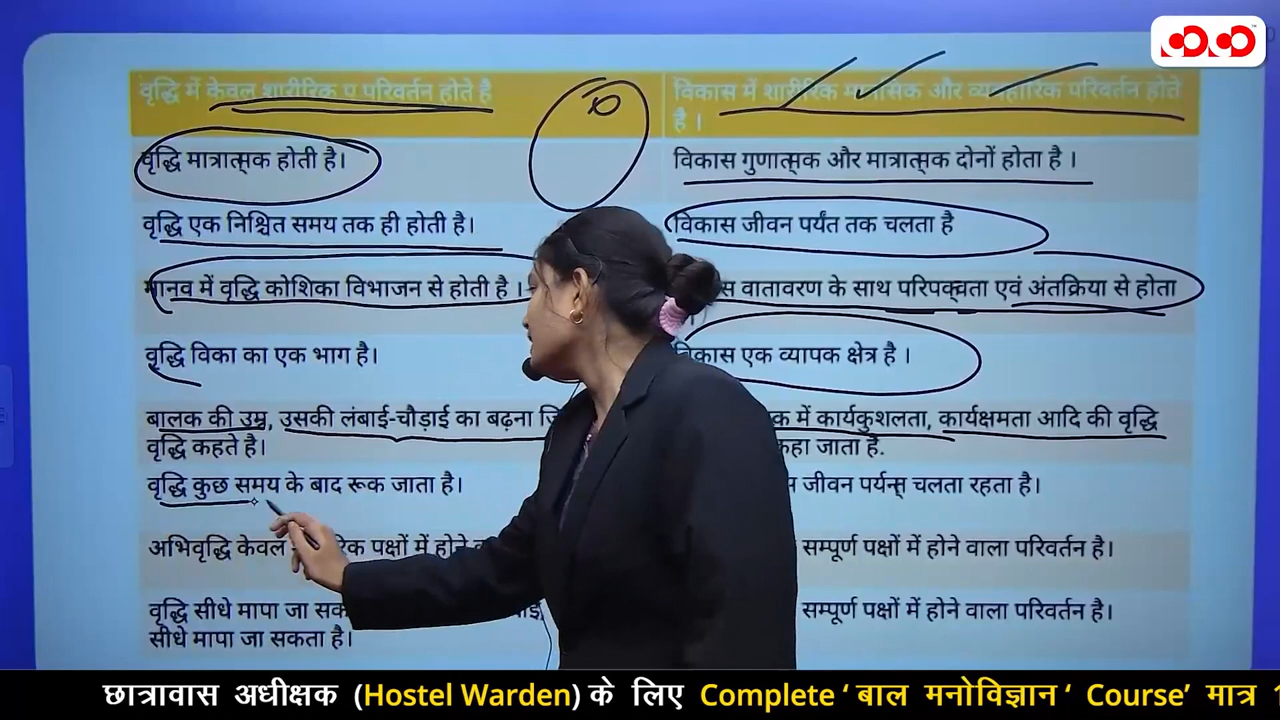 वृद्धि में केवल शारीरिक प परिवर्तन होते है
विकास में शारीरिक मानसिक और व्यवहारिक परिवर्तन होते
है ।
वृद्धि मात्रात्मक होती है।
विकास गुणात्मक और मात्रात्मक दोनों होता है ।
वृद्धि एक निश्चित समय तक ही होती है।
विकास जीवन पर्यंत तक चलता है
मानव में वृद्धि कोशिका विभाजन से होती है ।
वातावरण के साथ परिपक्वता एवं अंतक्रिया से होता
वृद्धि विका का एक भाग है।
विकास एक व्यापक क्षेत्र है ।
बालक की उम्र, उसकी लंबाई-चौड़ाई का बढ़ना
वृद्धि कहते है।
में कार्यकुशलता, कार्यक्षमता आदि की वृद्धि
कहा जाता है.
वृद्धि कुछ समय के बाद रूक जाता है।
जीवन पर्यन्त् चलता रहता है।
अभिवृद्धि केवल पक्षों में होने
सम्पूर्ण पक्षों में होने वाला परिवर्तन है।
वृद्धि सीधे मापा जा
सीधे मापा जा सकता है।
सम्पूर्ण पक्षों में होने वाला परिवर्तन है।
छात्रावास अधीक्षक (Hostel Warden) के लिए Complete ‘ बाल मनोविज्ञान ‘ Course’ मात्र